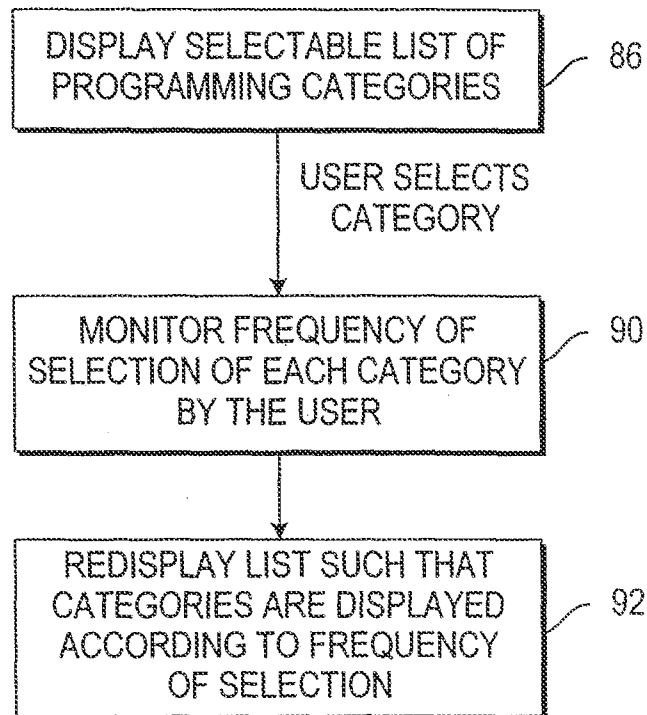 DISPLAY SELECTABLE LIST OF
PROGRAMMING CATEGORIES
86
USER SELECTS
CATEGORY
MONITOR FREQUENCY OF
SELECTION OF EACH CATEGORY
BY THE USER
90
REDISPLAY LIST SUCH THAT
CATEGORIES ARE DISPLAYED
ACCORDING TO FREQUENCY
OF SELECTION
92